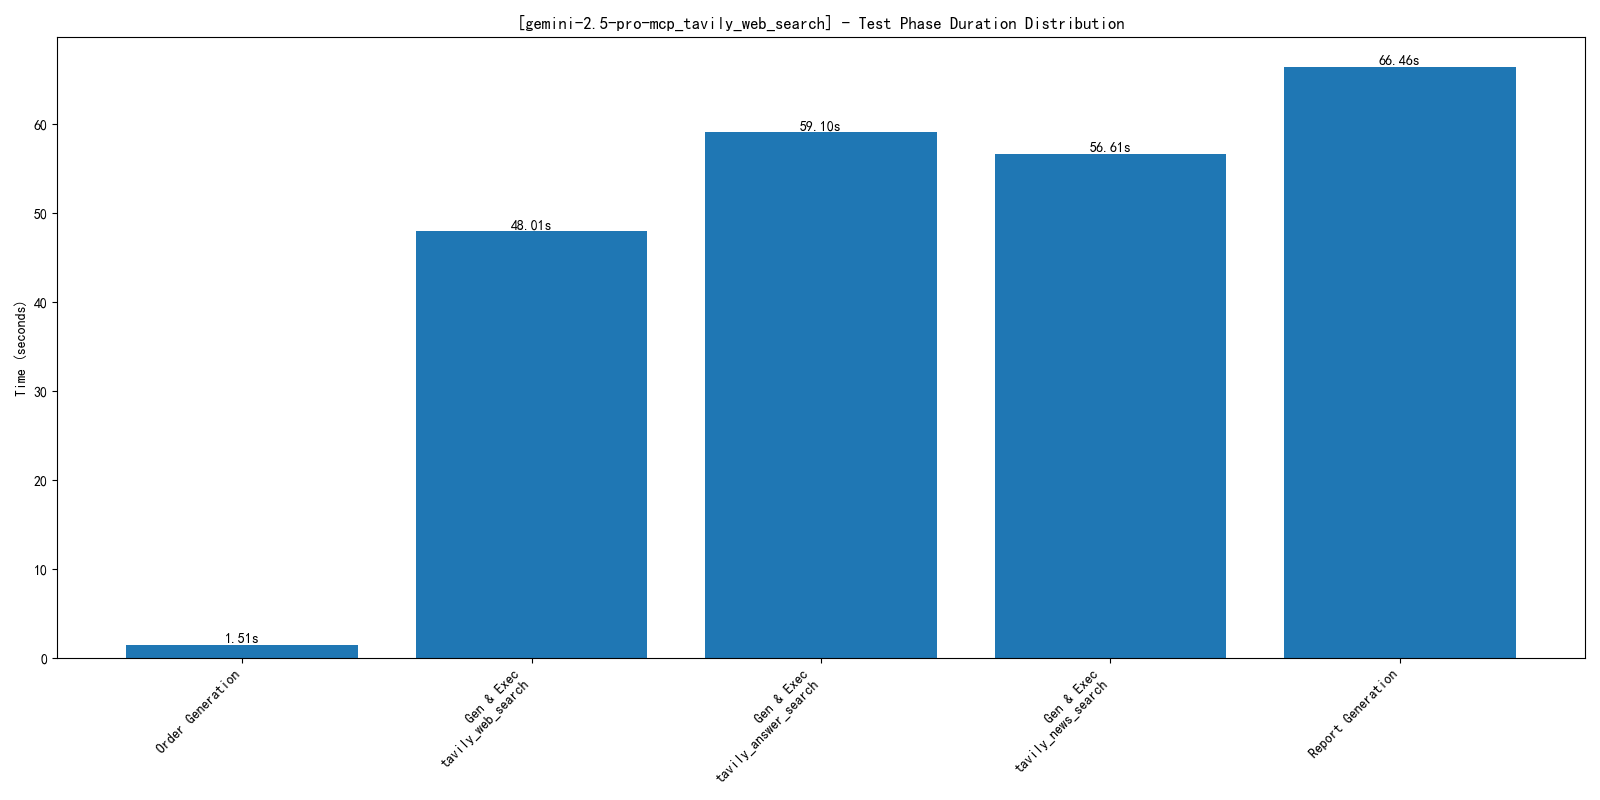 [gemini-2.5-pro-mcp_tavily_web_search] - Test Phase Duration Distribution
Time (seconds)
60
50
40
30
20
10
0
1.51s
48.01s
59.10s
56.61s
66.46s
Order Generation
Gen & Exec
tavily_web_search
Gen & Exec
tavily_answer_search
Gen & Exec
tavily_news_search
Report Generation